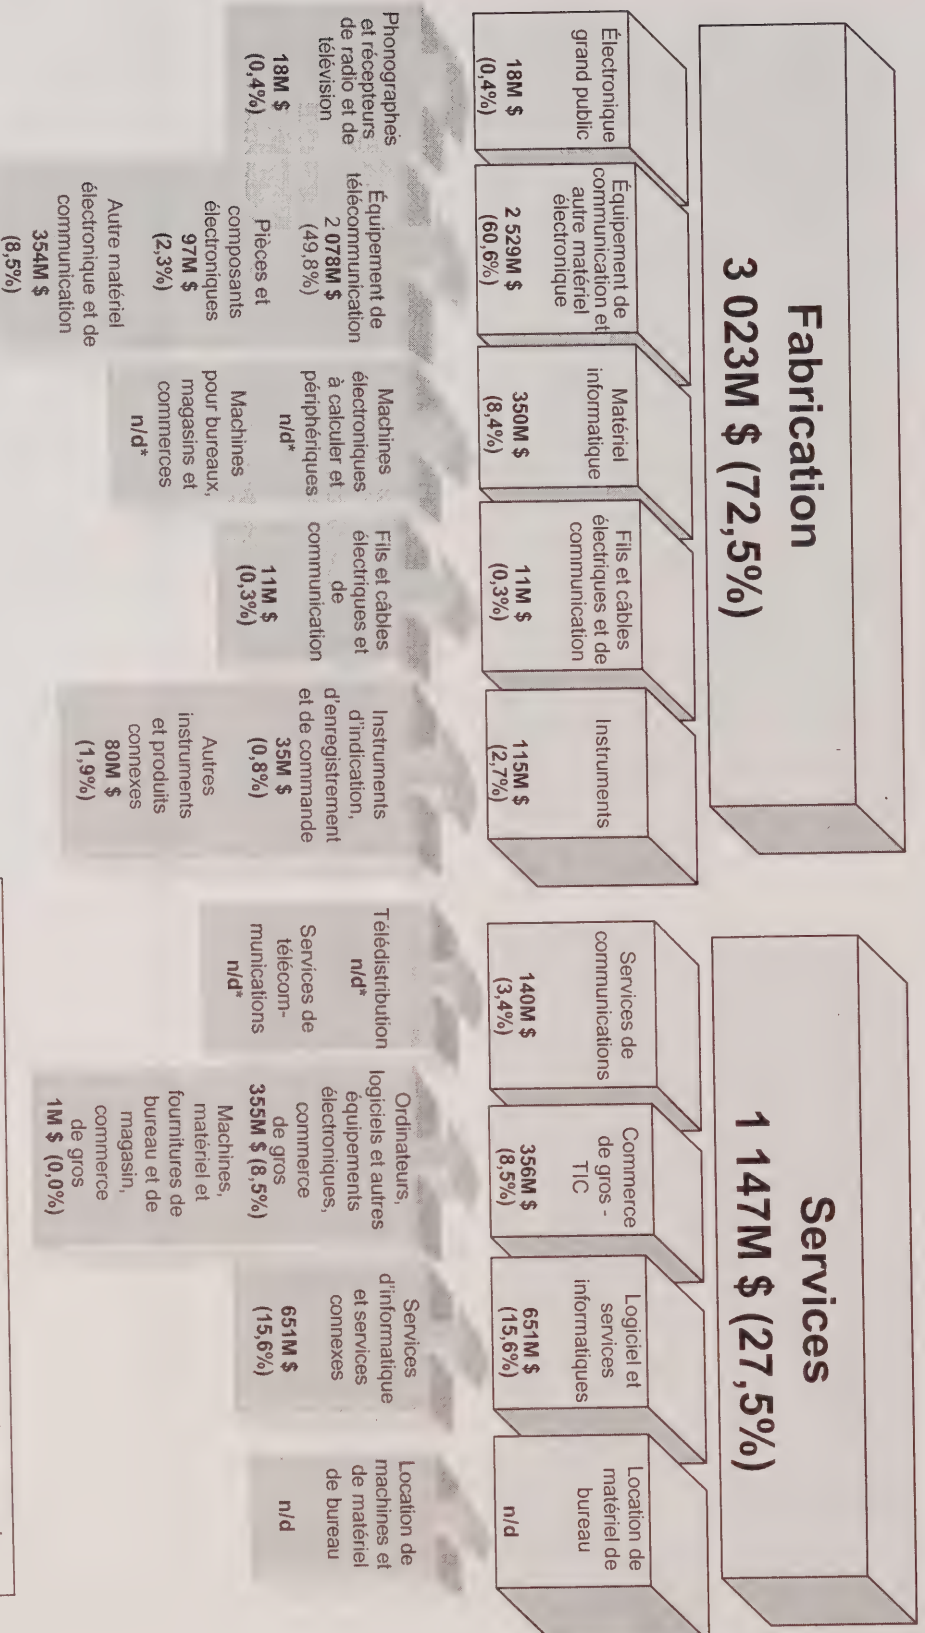 Fabrication
3 023M $ (72,5%)
Services
1 147M $ (27,5%)
Électronique
grand public
18M $
(0,4%)
Équipement de
communication et
autre matériel
électronique
2 529M $
(60,6%)
Matériel
informatique
350M $
(8,4%)
Fils et câbles
électriques et de
communication
11M $
(0,3%)
Instruments
115M $
(2,7%)
Services de
communications
140M $
(3,4%)
Commerce
de gros -
TIC
356M $
(8,5%)
Logiciel et
services
informatiques
651M $
(15,6%)
Location de
matériel de
bureau
n/d
Phonographes
et récepteurs
de radio et de
télévision
18M $
(0,4%)
Équipement de
télécommunication
2 078M $
(49,8%)
Pièces et
composants
électroniques
97M $
(2,3%)
Autre matériel
électronique et de
communication
354M $
(8,5%)
Machines
électroniques
à calculer et
périphériques
n/d*
Machines
pour bureaux,
magasins et
commerces
n/d*
Fils et câbles
électriques et
de
communication
11M $
(0,3%)
Instruments
d'indication,
d'enregistrement
et de commande
35M $
(0,8%)
Autres
instruments
et produits
connexes
80M $
(1,9%)
Télédistribution
n/d*
Services de
télécom-
munications
n/d*
Ordinateurs,
logiciels et autres
équipements
électroniques,
commerce
de gros
355M $ (8,5%)
Machines,
matériel et
fournitures de
bureau et de
magasin,
commerce
de gros
1M $ (0,0%)
Services
d'informatique
et services
connexes
651M $
(15,6%)
Location de
machines et
de matériel
de bureau
n/d